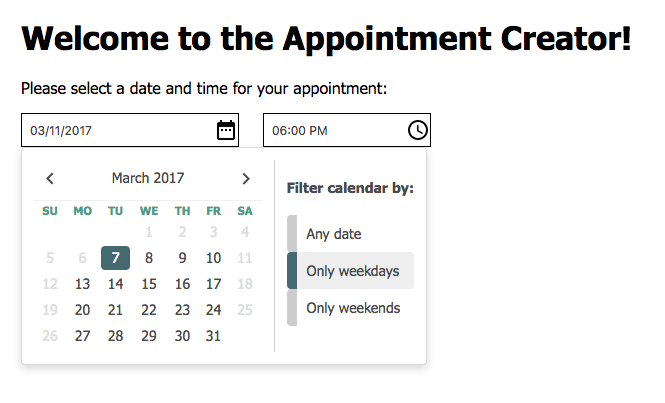 Welcome to the Appointment Creator!
Please select a date and time for your appointment:
03/11/2017 06:00 PM
March 2017
SU MO TU WE TH FR SA
1 2 3 4
5 6 7 8 9 10 11
12 13 14 15 16 17 18
19 20 21 22 23 24 25
26 27 28 29 30 31
Filter calendar by:
Any date
Only weekdays
Only weekends